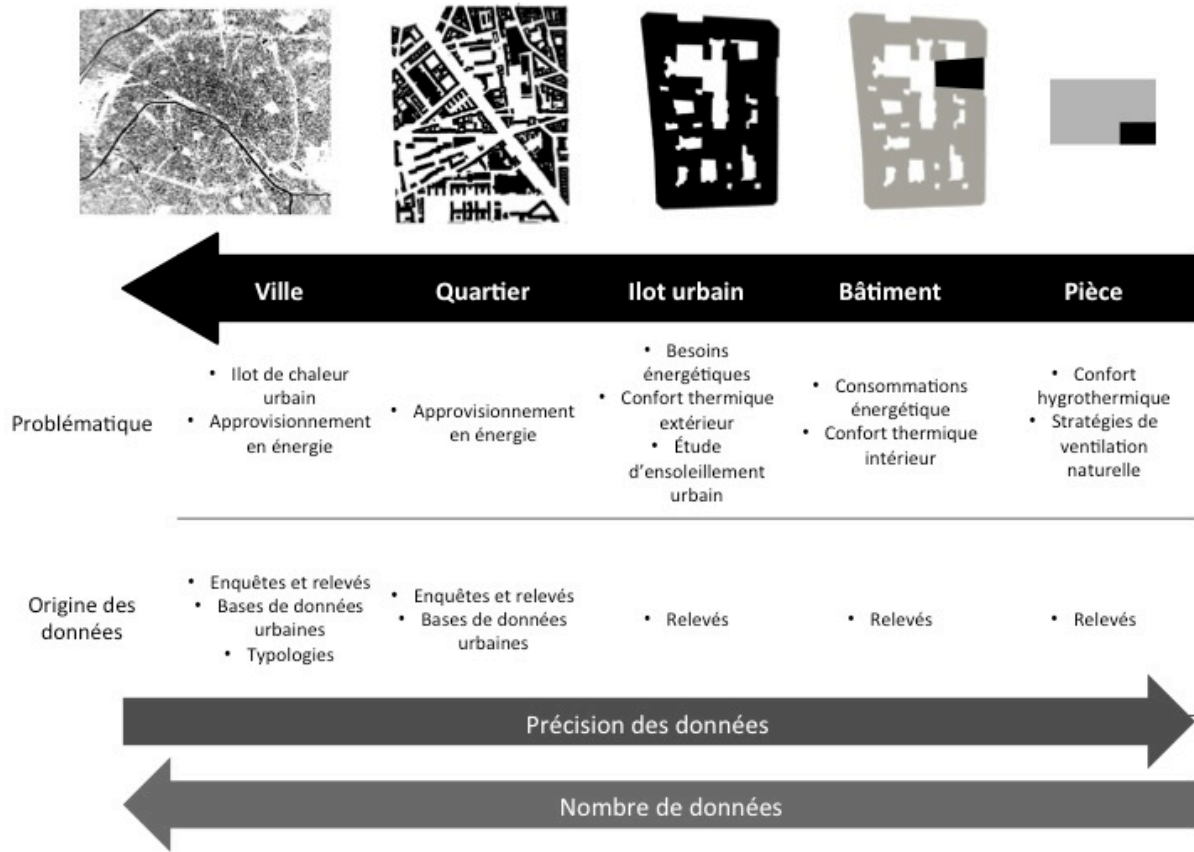 Ville
Quartier
Ilot urbain
Bâtiment
Pièce
Problématique
• Ilot de chaleur
urbain
• Approvisionnement
en énergie
• Approvisionnement
en énergie
• Besoins
énergétiques
• Confort thermique
extérieur
• Étude
d'ensoleillement
urbain
• Consommations
énergétique
• Confort thermique
intérieur
• Confort
hygrothermique
• Stratégies de
ventilation
naturelle
Origine des
données
• Enquêtes et relevés
• Bases de données
urbaines
• Typologies
• Enquêtes et relevés
• Bases de données
urbaines
• Relevés
• Relevés
• Relevés
Précision des données
Nombre de données